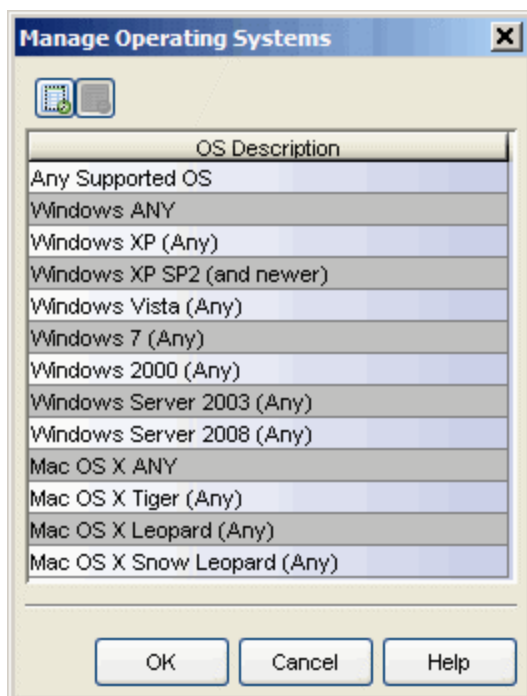 Manage Operating Systems
OS Description
Any Supported OS
Windows ANY
Windows XP (Any)
Windows XP SP2 (and newer)
Windows Vista (Any)
Windows 7 (Any)
Windows 2000 (Any)
Windows Server 2003 (Any)
Windows Server 2008 (Any)
Mac OS X ANY
Mac OS X Tiger (Any)
Mac OS X Leopard (Any)
Mac OS X Snow Leopard (Any)
OK Cancel Help